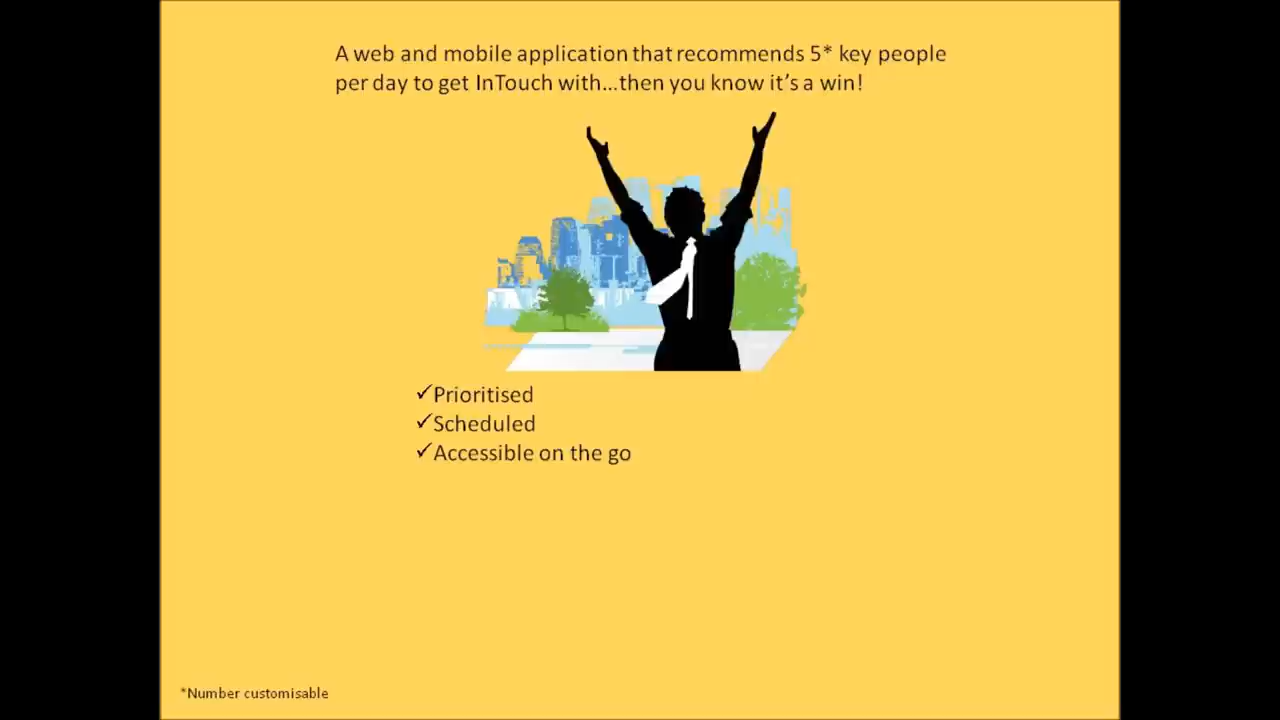 A web and mobile application that recommends 5* key people
per day to get InTouch with...then you know it's a win!
✓Prioritised
✓Scheduled
✓Accessible on the go
*Number customisable